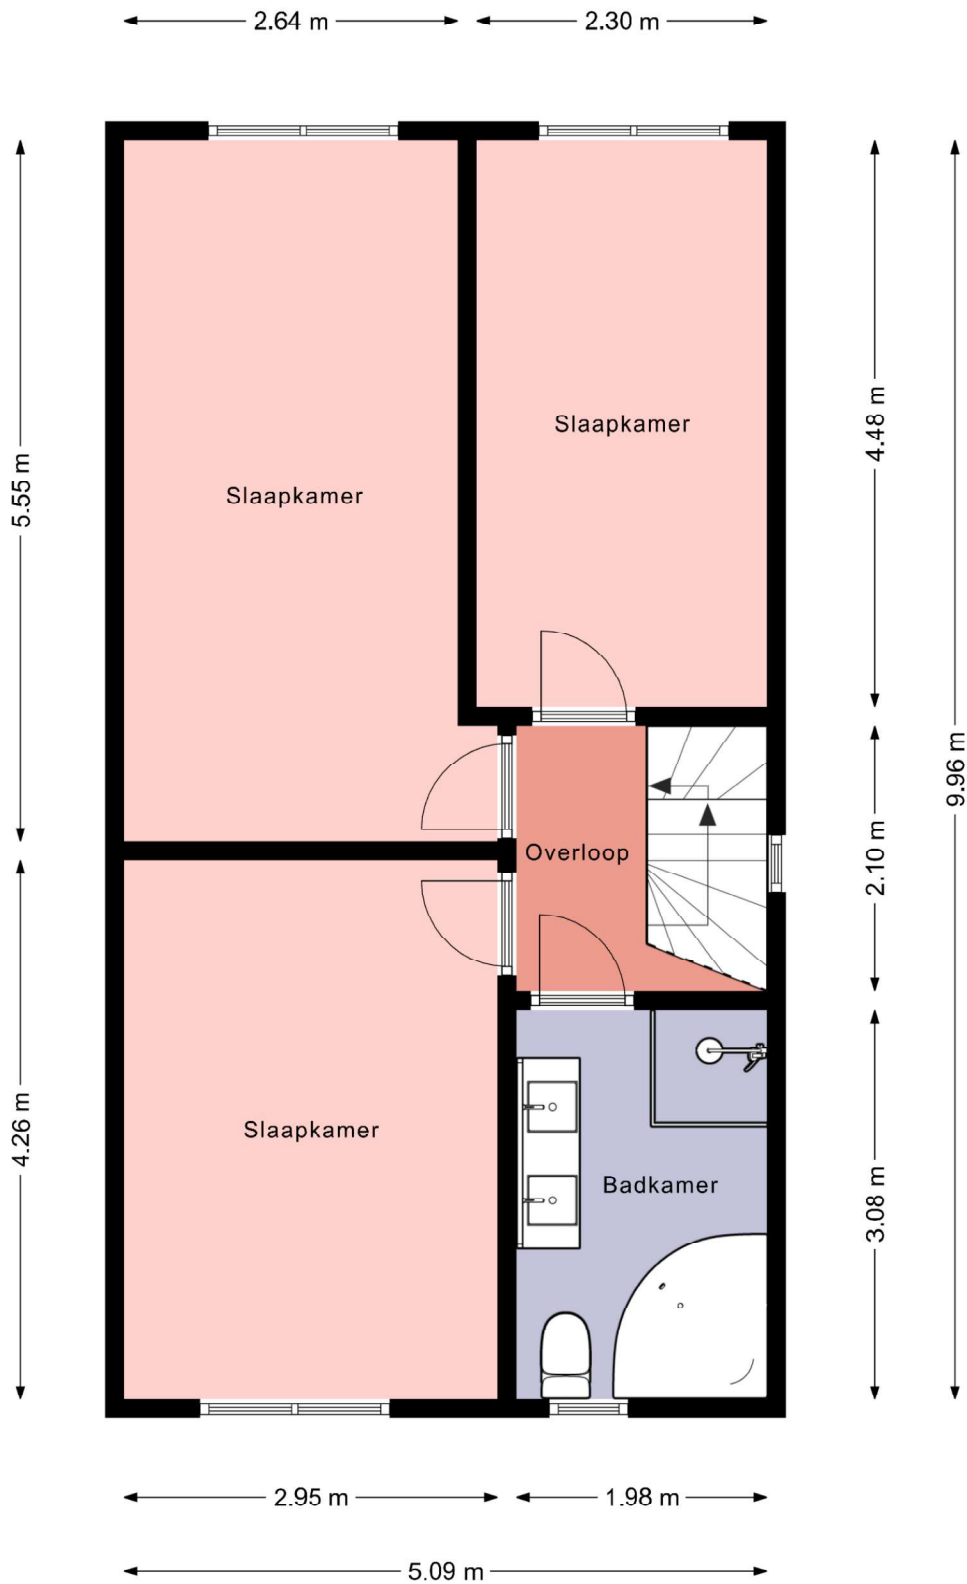 2.64 m
2.30 m
5.55 m
4.48 m
9.96 m
Slaapkamer
Slaapkamer
Overloop
2.10 m
4.26 m
Slaapkamer
Badkamer
3.08 m
2.95 m
1.98 m
5.09 m